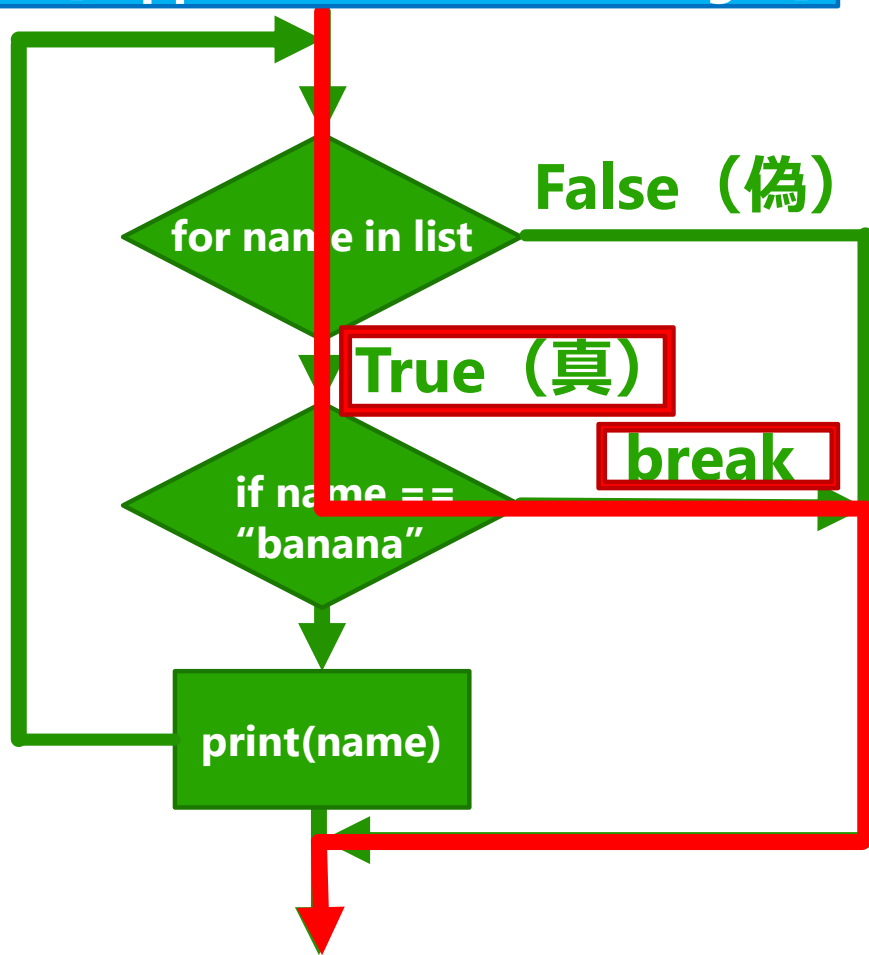 for name in list
False（偽）
True（真）
break
if name ==
“banana”
print(name)